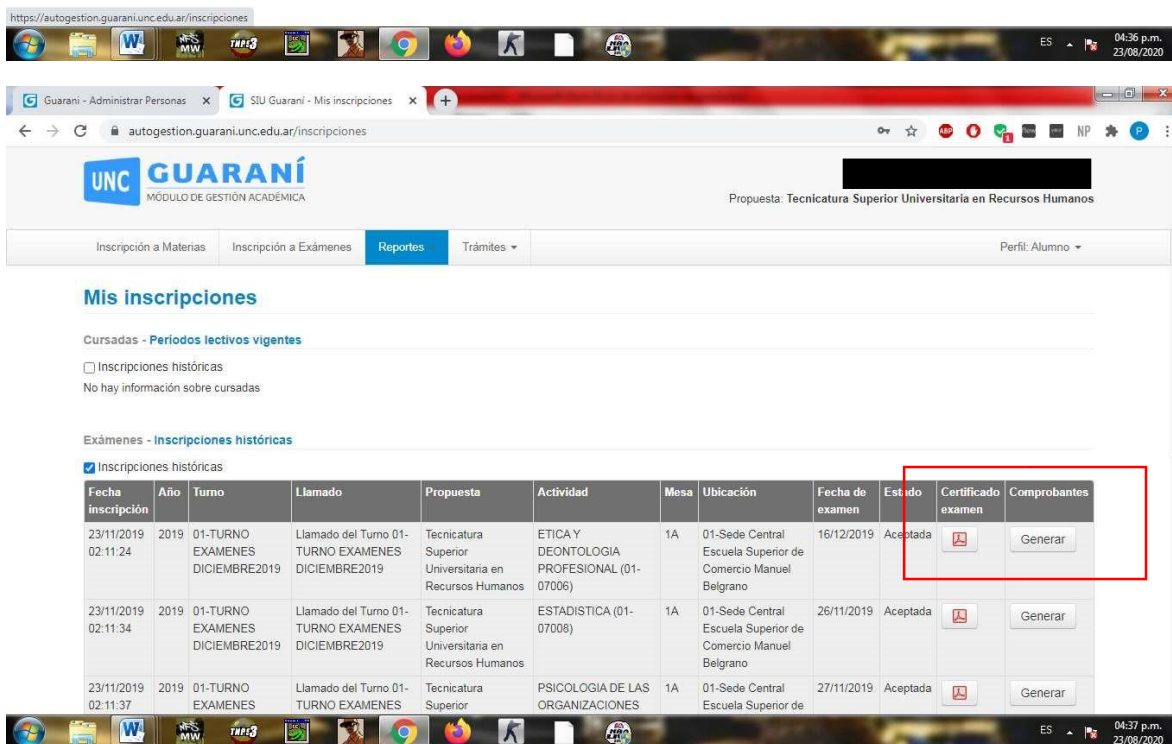 https://autogestion.guarani.unc.edu.ar/inscripciones
ES
04:36 p.m.
23/08/2020
Guarani - Administrar Personas
SIU Guaraní - Mis inscripciones
autogestion.guarani.unc.edu.ar/inscripciones
ABP
1
NP
P
UNC
GUARANÍ
MÓDULO DE GESTIÓN ACADÉMICA
Propuesta: Tecnicatura Superior Universitaria en Recursos Humanos
Inscripción a Materias
Inscripción a Exámenes
Reportes
Trámites
Perfil: Alumno
Mis inscripciones
Cursadas - Períodos lectivos vigentes
Inscripciones históricas
No hay información sobre cursadas
Exámenes - Inscripciones históricas
Inscripciones históricas
Fecha inscripción
Año
Turno
Llamado
Propuesta
Actividad
Mesa
Ubicación
Fecha de examen
Estado
Certificado examen
Comprobantes
23/11/2019
02:11:24
2019
01-TURNO
EXAMENES
DICIEMBRE2019
Llamado del Turno 01-
TURNO EXAMENES
DICIEMBRE2019
Tecnicatura
Superior
Universitaria en
Recursos Humanos
ETICA Y
DEONTOLOGIA
PROFESIONAL (01-
07006)
1A
01-Sede Central
Escuela Superior de
Comercio Manuel
Belgrano
16/12/2019
Aceptada
Generar
23/11/2019
02:11:34
2019
01-TURNO
EXAMENES
DICIEMBRE2019
Llamado del Turno 01-
TURNO EXAMENES
DICIEMBRE2019
Tecnicatura
Superior
Universitaria en
Recursos Humanos
ESTADISTICA (01-
07008)
1A
01-Sede Central
Escuela Superior de
Comercio Manuel
Belgrano
26/11/2019
Aceptada
Generar
23/11/2019
02:11:37
2019
01-TURNO
EXAMENES
Llamado del Turno 01-
TURNO EXAMENES
Tecnicatura
Superior
PSICOLOGIA DE LAS
ORGANIZACIONES
1A
01-Sede Central
Escuela Superior de
27/11/2019
Aceptada
Generar
ES
04:37 p.m.
23/08/2020